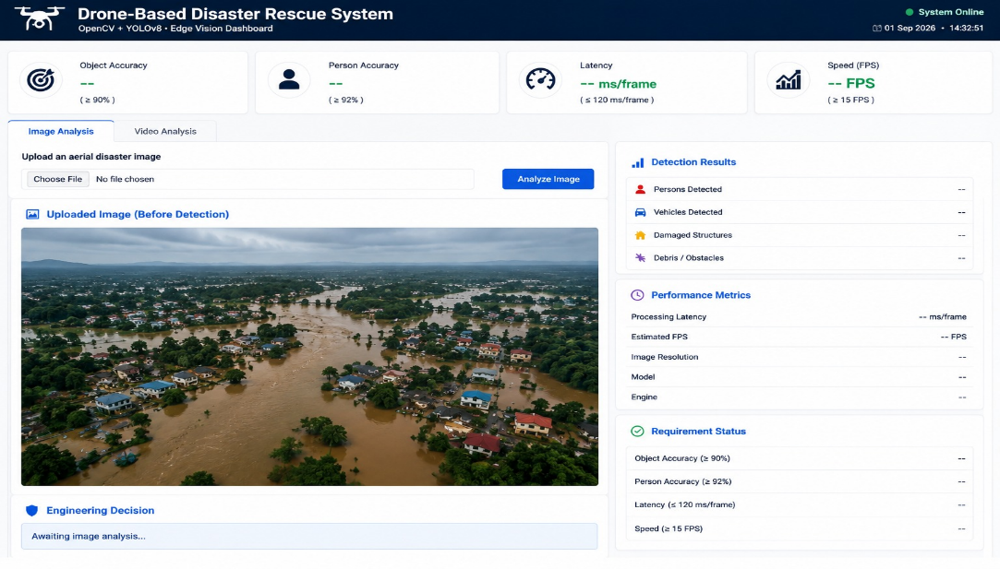 Drone-Based Disaster Rescue System
OpenCV + YOLOv8 • Edge Vision Dashboard
System Online
01 Sep 2026 • 14:32:51
Object Accuracy
--
( ≥ 90% )
Person Accuracy
--
( ≥ 92% )
Latency
-- ms/frame
( ≤ 120 ms/frame )
Speed (FPS)
-- FPS
( ≥ 15 FPS )
Image Analysis
Video Analysis
Upload an aerial disaster image
Choose File No file chosen
Analyze Image
Uploaded Image (Before Detection)
Engineering Decision
Awaiting image analysis...
Detection Results
Persons Detected --
Vehicles Detected --
Damaged Structures --
Debris / Obstacles --
Performance Metrics
Processing Latency -- ms/frame
Estimated FPS -- FPS
Image Resolution --
Model --
Engine --
Requirement Status
Object Accuracy (≥ 90%) --
Person Accuracy (≥ 92%) --
Latency (≤ 120 ms/frame) --
Speed (≥ 15 FPS) --